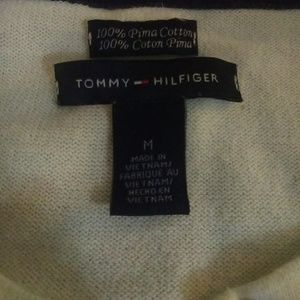 100% Pima Cotton
100% Coton Pima
TOMMY HILFIGER
M
MADE IN
VIETNAM/
FABRIQUE AU
VIETNAM/
HECHO EN
VIETNAM